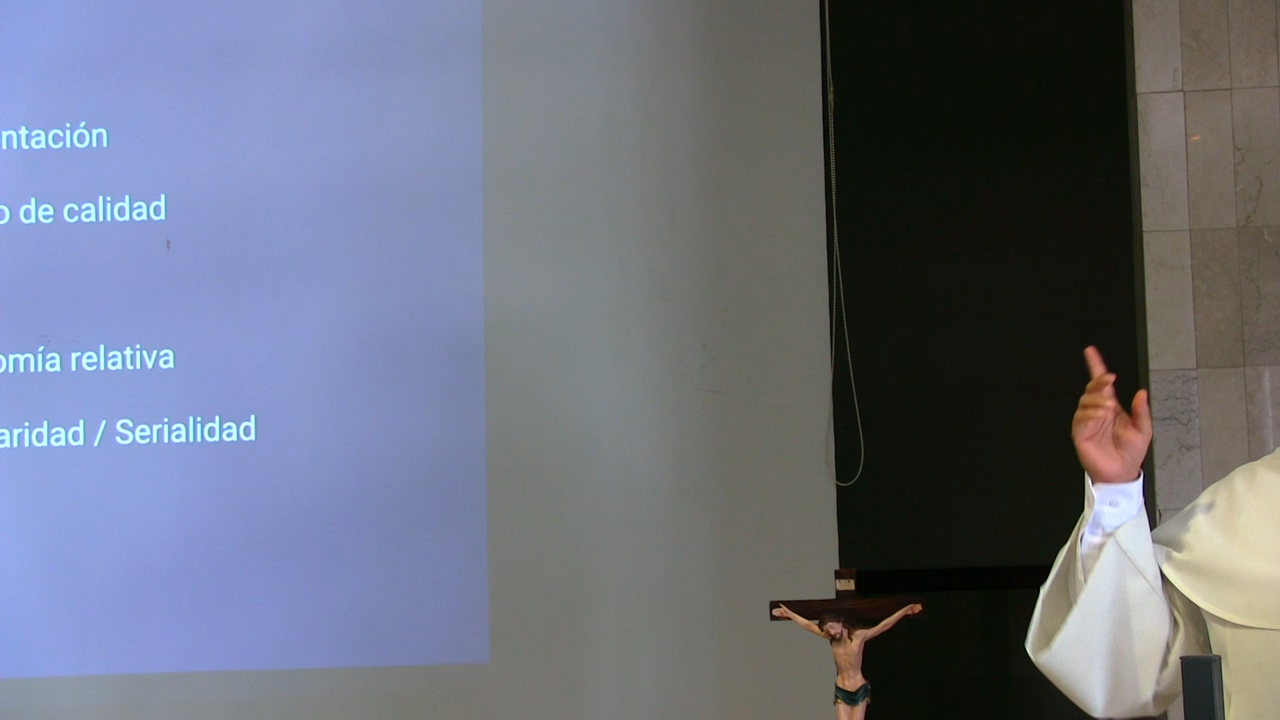 ntación
o de calidad
omía relativa
aridad / Serialidad